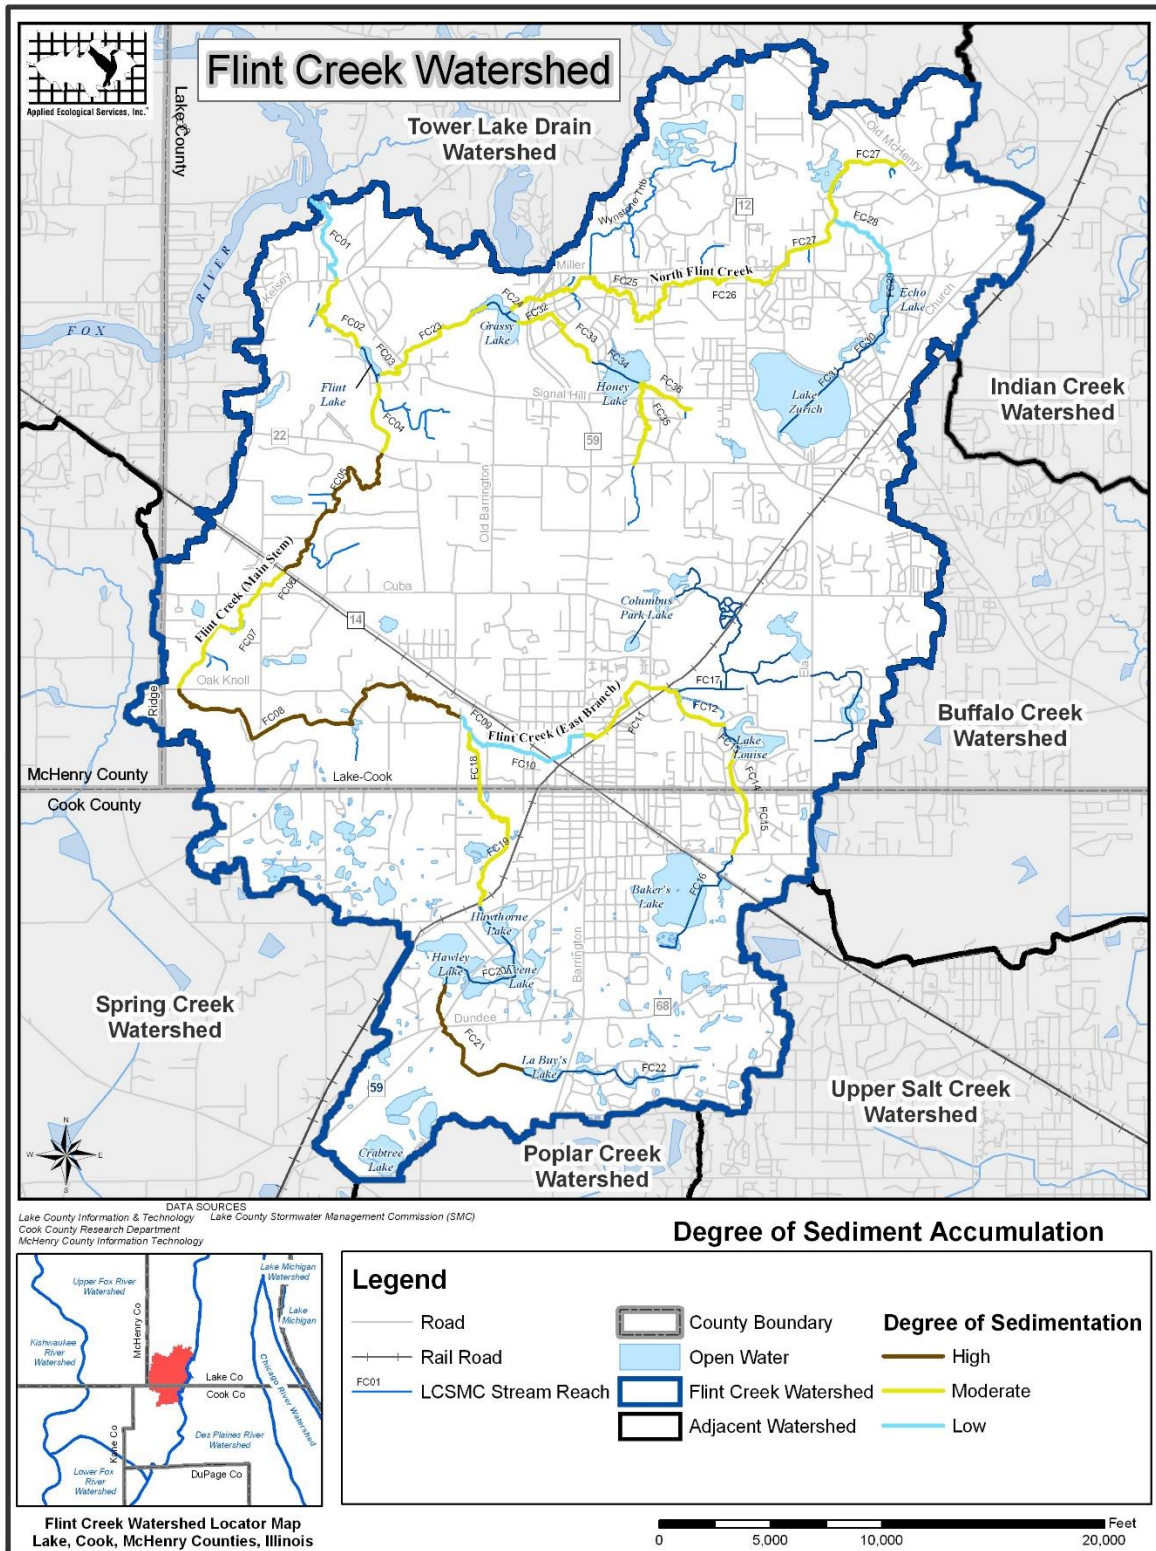 Applied Ecological Services, Inc.™
Flint Creek Watershed
Lake County
Tower Lake Drain
Watershed
Old McHenry
FC27
Wynstone Trib
12
FC28
FC01
FC27
Kelsey
Miller
FC25
North Flint Creek
FC26
FC29
Echo
Lake
Church
RIVER
FOX
FC24
FC32
FC02
FC23
Grassy
Lake
FC33
FC30
FC03
FC34
Flint
Lake
Honey
Lake
FC36
FC31
Signal Hill
Lake
Zurich
FC35
Indian Creek
Watershed
FC04
22
59
FC05
Old Barrington
Flint Creek (Main Stem)
FC06
Cuba
14
Columbus
Park Lake
FC07
Oak Knoll
Ela
FC17
Ridge
FC08
FC09
Flint Creek (East Branch)
FC11
FC12
Buffalo Creek
Watershed
Lake
Louise
FC10
FC18
FC14
McHenry County
Lake-Cook
Cook County
FC15
FC19
FC16
Baker's
Lake
Hawthorne
Lake
Barrington
Hawley
Lake
FC20
Keene
Lake
Spring Creek
Watershed
68
Dundee
FC21
La Buy's
Lake
FC22
59
Upper Salt Creek
Watershed
N
W
E
S
Crabtree
Lake
Poplar Creek
Watershed
DATA SOURCES
Lake County Information & Technology
Lake County Stormwater Management Commission (SMC)
Cook County Research Department
McHenry County Information Technology
Degree of Sediment Accumulation
Upper Fox River
Watershed
McHenry Co
Lake Michigan
Watershed
Lake
Michigan
Kishwaukee
River
Watershed
Lake Co
Cook Co
Chicago River Watershed
Kane Co
Des Plaines River
Watershed
Lower Fox
River
Watershed
DuPage Co
Flint Creek Watershed Locator Map
Lake, Cook, McHenry Counties, Illinois
Legend
Road
Rail Road
FC01
LCSMC Stream Reach
County Boundary
Open Water
Flint Creek Watershed
Adjacent Watershed
Degree of Sedimentation
High
Moderate
Low
Feet
0
5,000
10,000
20,000